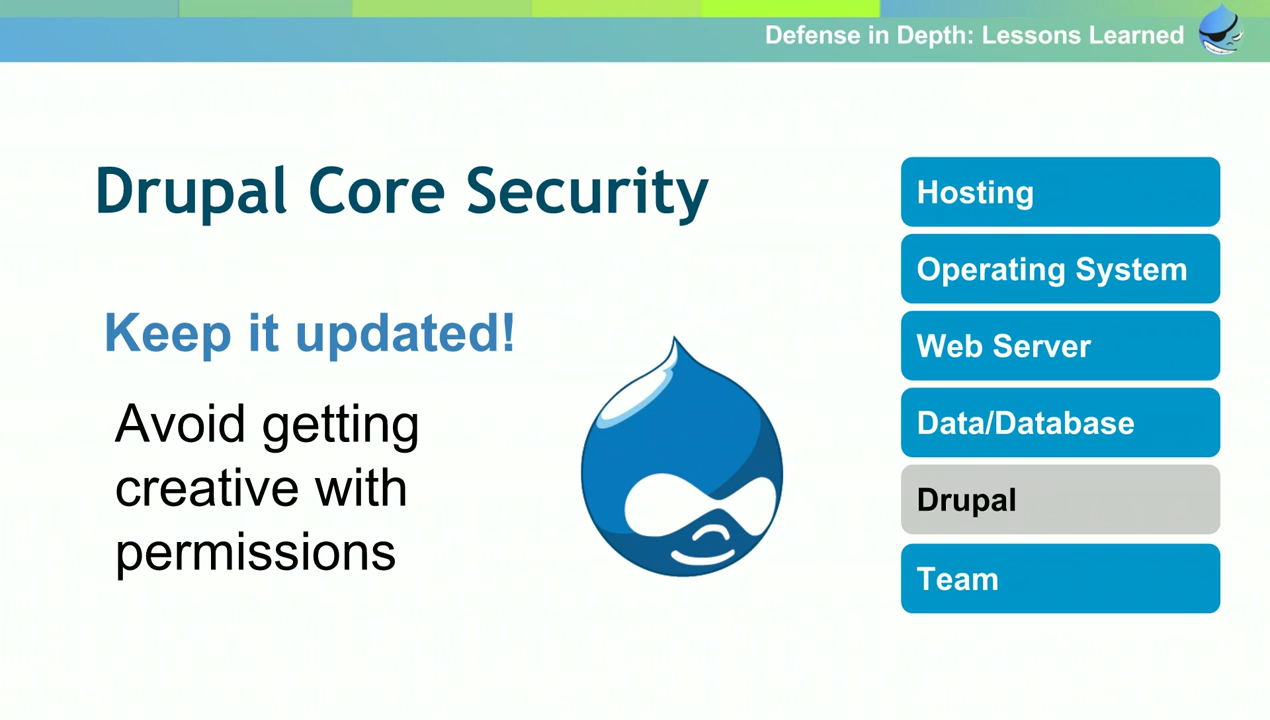 Defense in Depth: Lessons Learned
Drupal Core Security
Keep it updated!
Avoid getting
creative with
permissions
Hosting
Operating System
Web Server
Data/Database
Drupal
Team